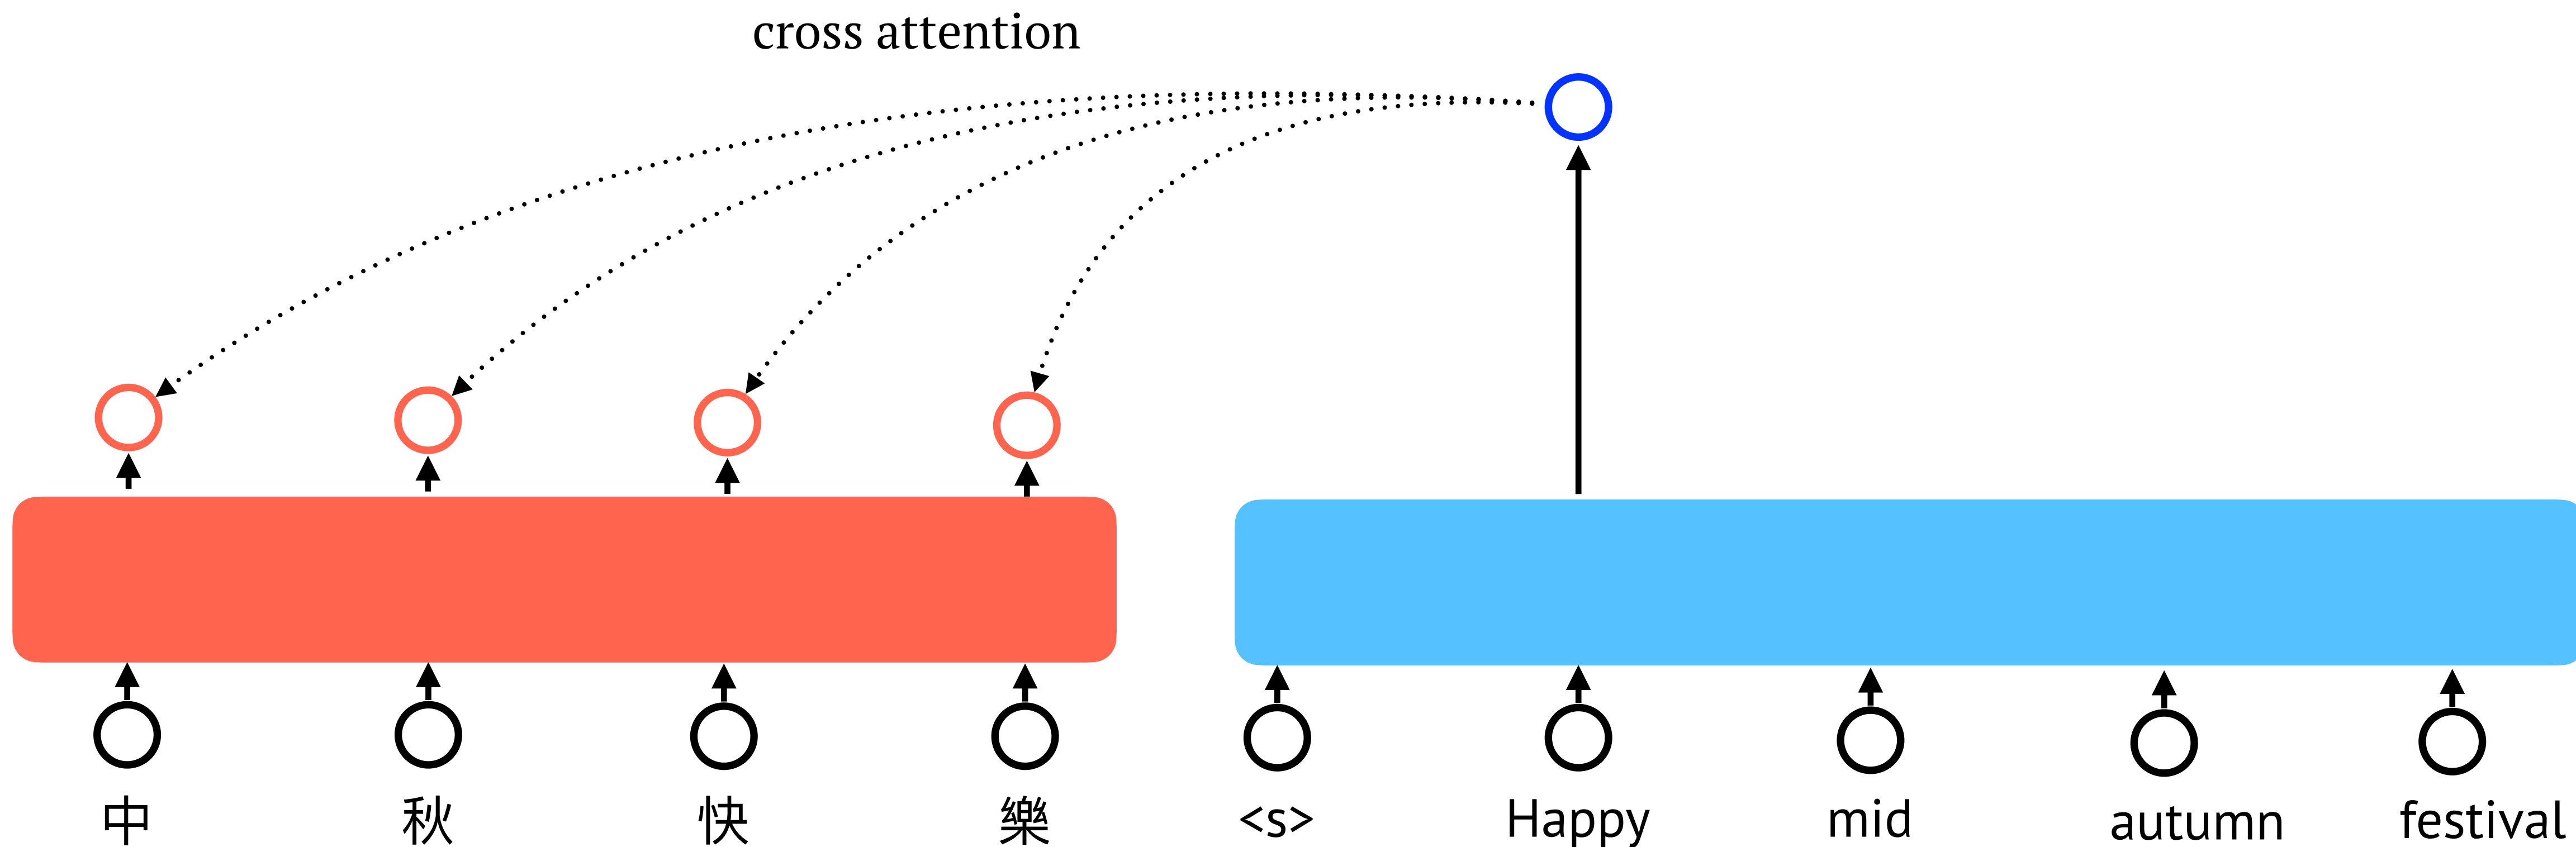 cross attention
中 秋 快 樂 <s> Happy mid autumn festival